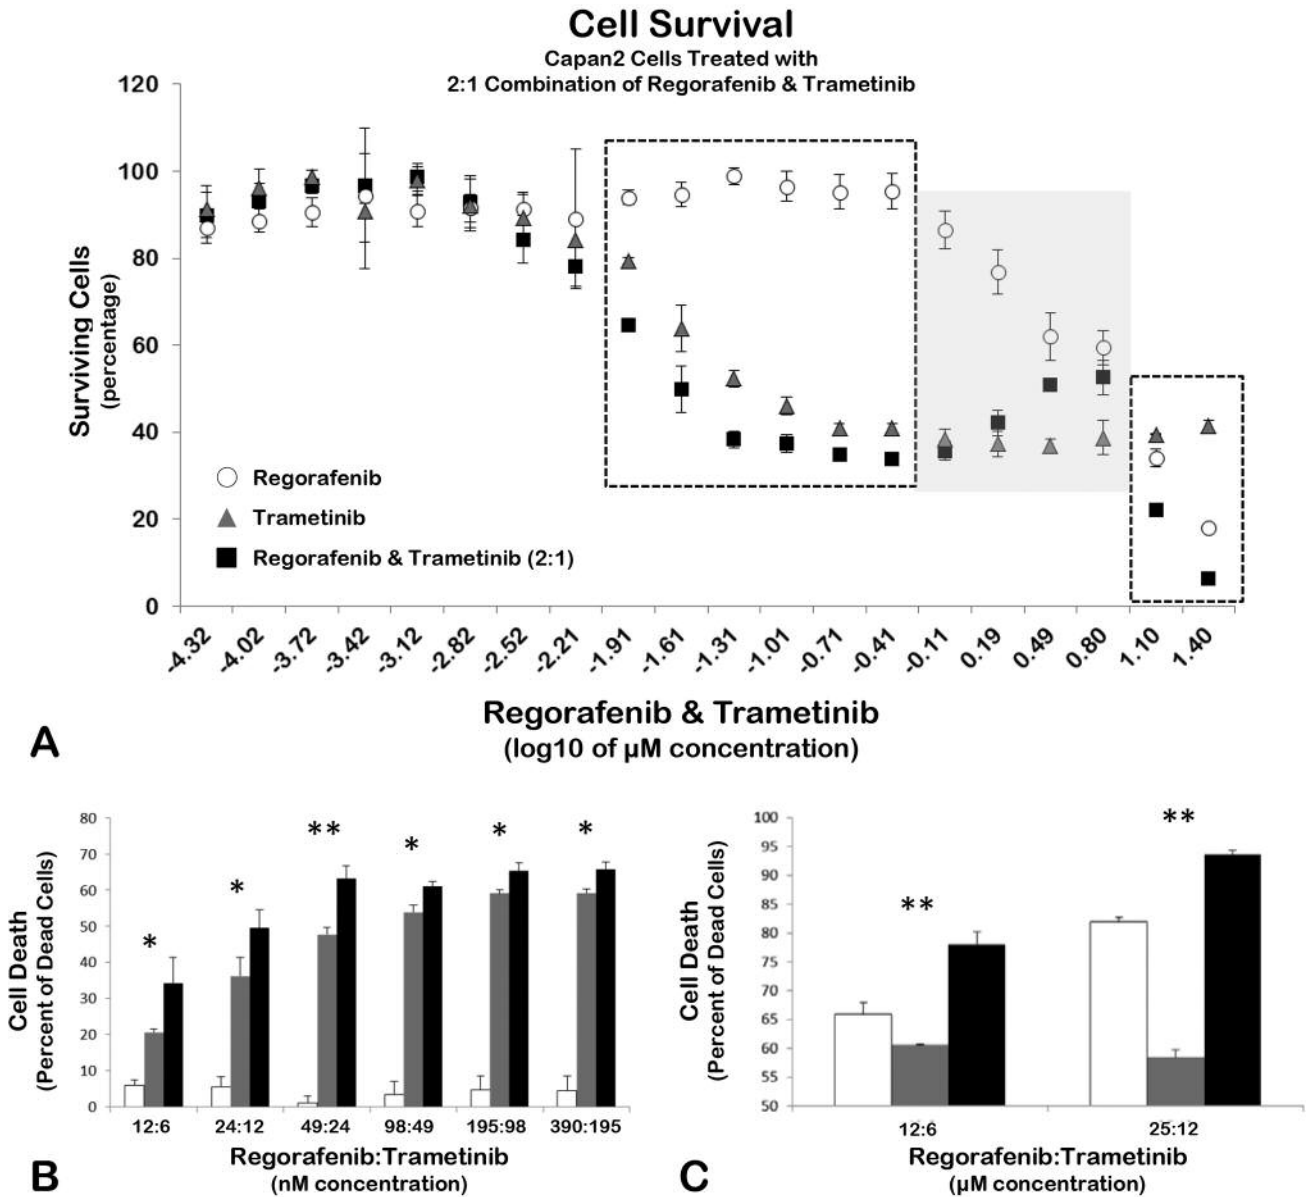 Cell Survival
Capan2 Cells Treated with
2:1 Combination of Regorafenib & Trametinib
120
100
80
60
40
20
0
Surviving Cells
(percentage)
Regorafenib
Trametinib
Regorafenib & Trametinib (2:1)
-4.32 -4.02 -3.72 -3.42 -3.12 -2.82 -2.52 -2.21 -1.91 -1.61 -1.31 -1.01 -0.71 -0.41 -0.11 0.19 0.49 0.80 1.10 1.40
Regorafenib & Trametinib
(log10 of µM concentration)
A
80
70
60
50
40
30
20
10
0
Cell Death
(Percent of Dead Cells)
* * ** * * *
12:6 24:12 49:24 98:49 195:98 390:195
Regorafenib:Trametinib
(nM concentration)
B
100
95
90
85
80
75
70
65
60
55
50
Cell Death
(Percent of Dead Cells)
** **
12:6 25:12
Regorafenib:Trametinib
(µM concentration)
C